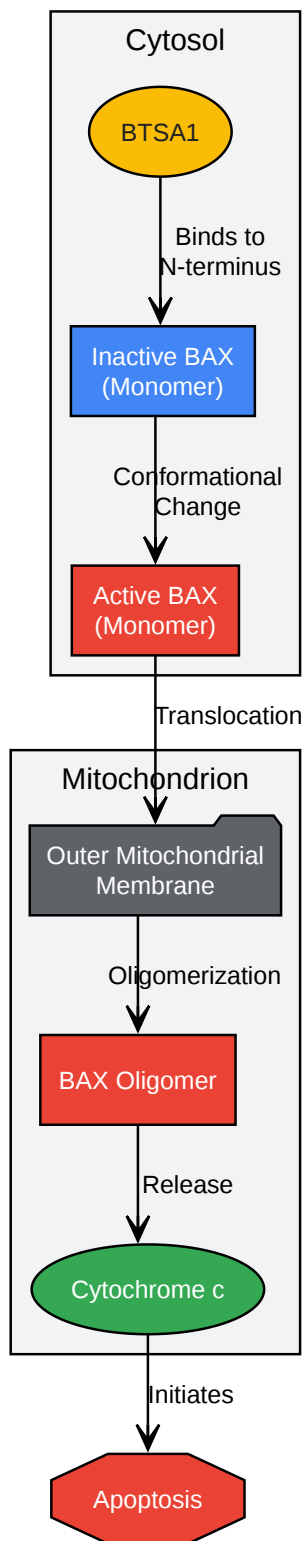 Cytosol
BTSA1
Binds to
N-terminus
Inactive BAX
(Monomer)
Conformational
Change
Active BAX
(Monomer)
Translocation
Mitochondrion
Outer Mitochondrial
Membrane
Oligomerization
BAX Oligomer
Release
Cytochrome c
Initiates
Apoptosis